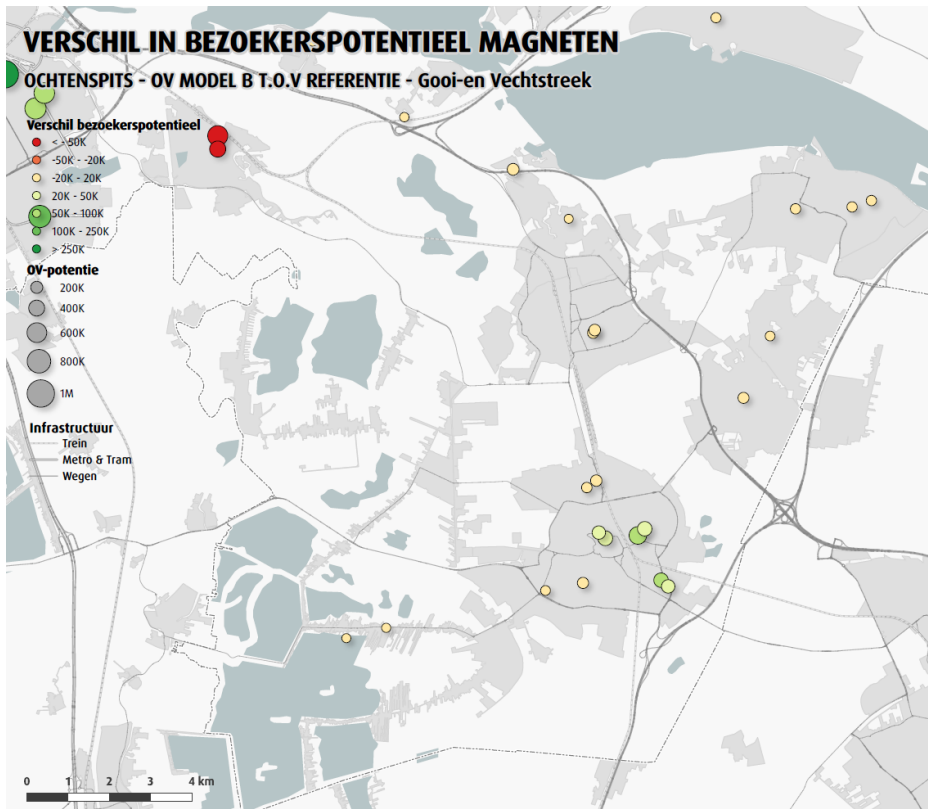 VERSCHIL IN BEZOEKERSPOTENTIEEL MAGNETEN
OCHTENSPITS - OV MODEL B T.O.V REFERENTIE - Gooi-en Vechtstreek
Verschil bezoekerspotentieel
< - 50K
-50K - -20K
-20K - 20K
20K - 50K
50K - 100K
100K - 250K
> 250K
OV-potentie
200K
400K
600K
800K
1M
Infrastructuur
Trein
Metro & Tram
Wegen
0 1 2 3 4 km